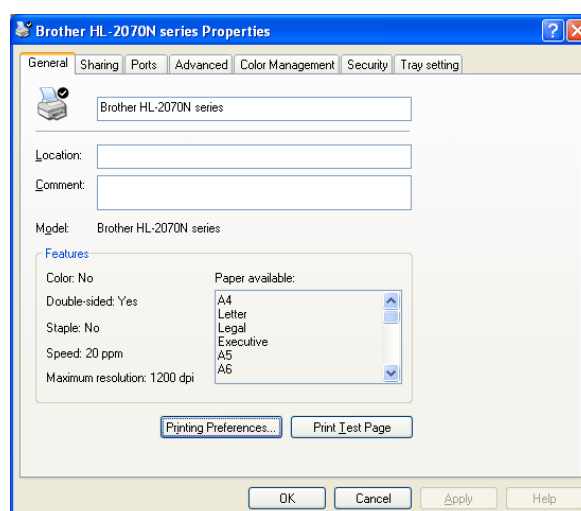 Brother HL-2070N series Properties
General Sharing Ports Advanced Color Management Security Tray setting
Brother HL-2070N series
Location:
Comment:
Model: Brother HL-2070N series
Features
Color: No
Paper available:
Double-sided: Yes
Staple: No
Speed: 20 ppm
Maximum resolution: 1200 dpi
A4
Letter
Legal
Executive
A5
A6
Printing Preferences... Print Test Page
OK Cancel Apply Help